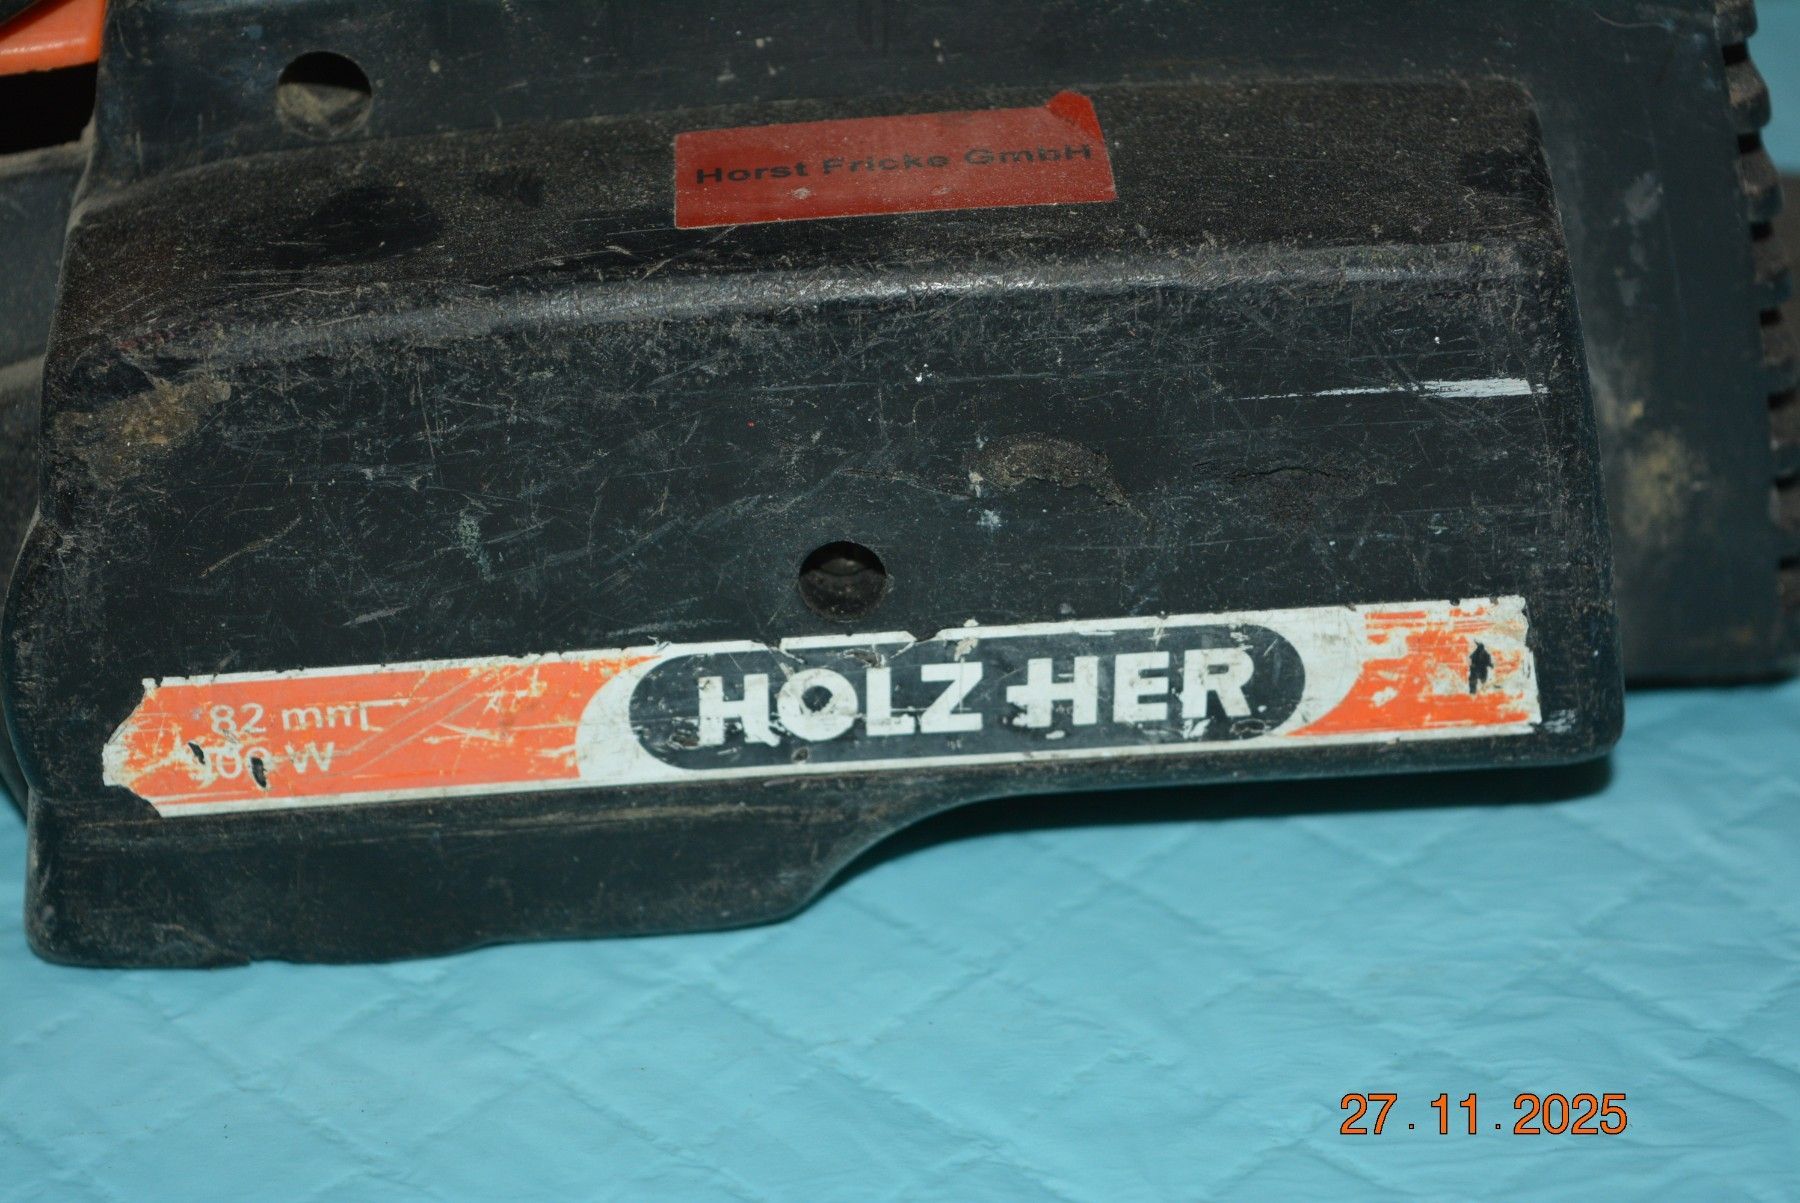 Horst Fricke GmbH
82 mm
HOLZ-HER
W
27.11.2025